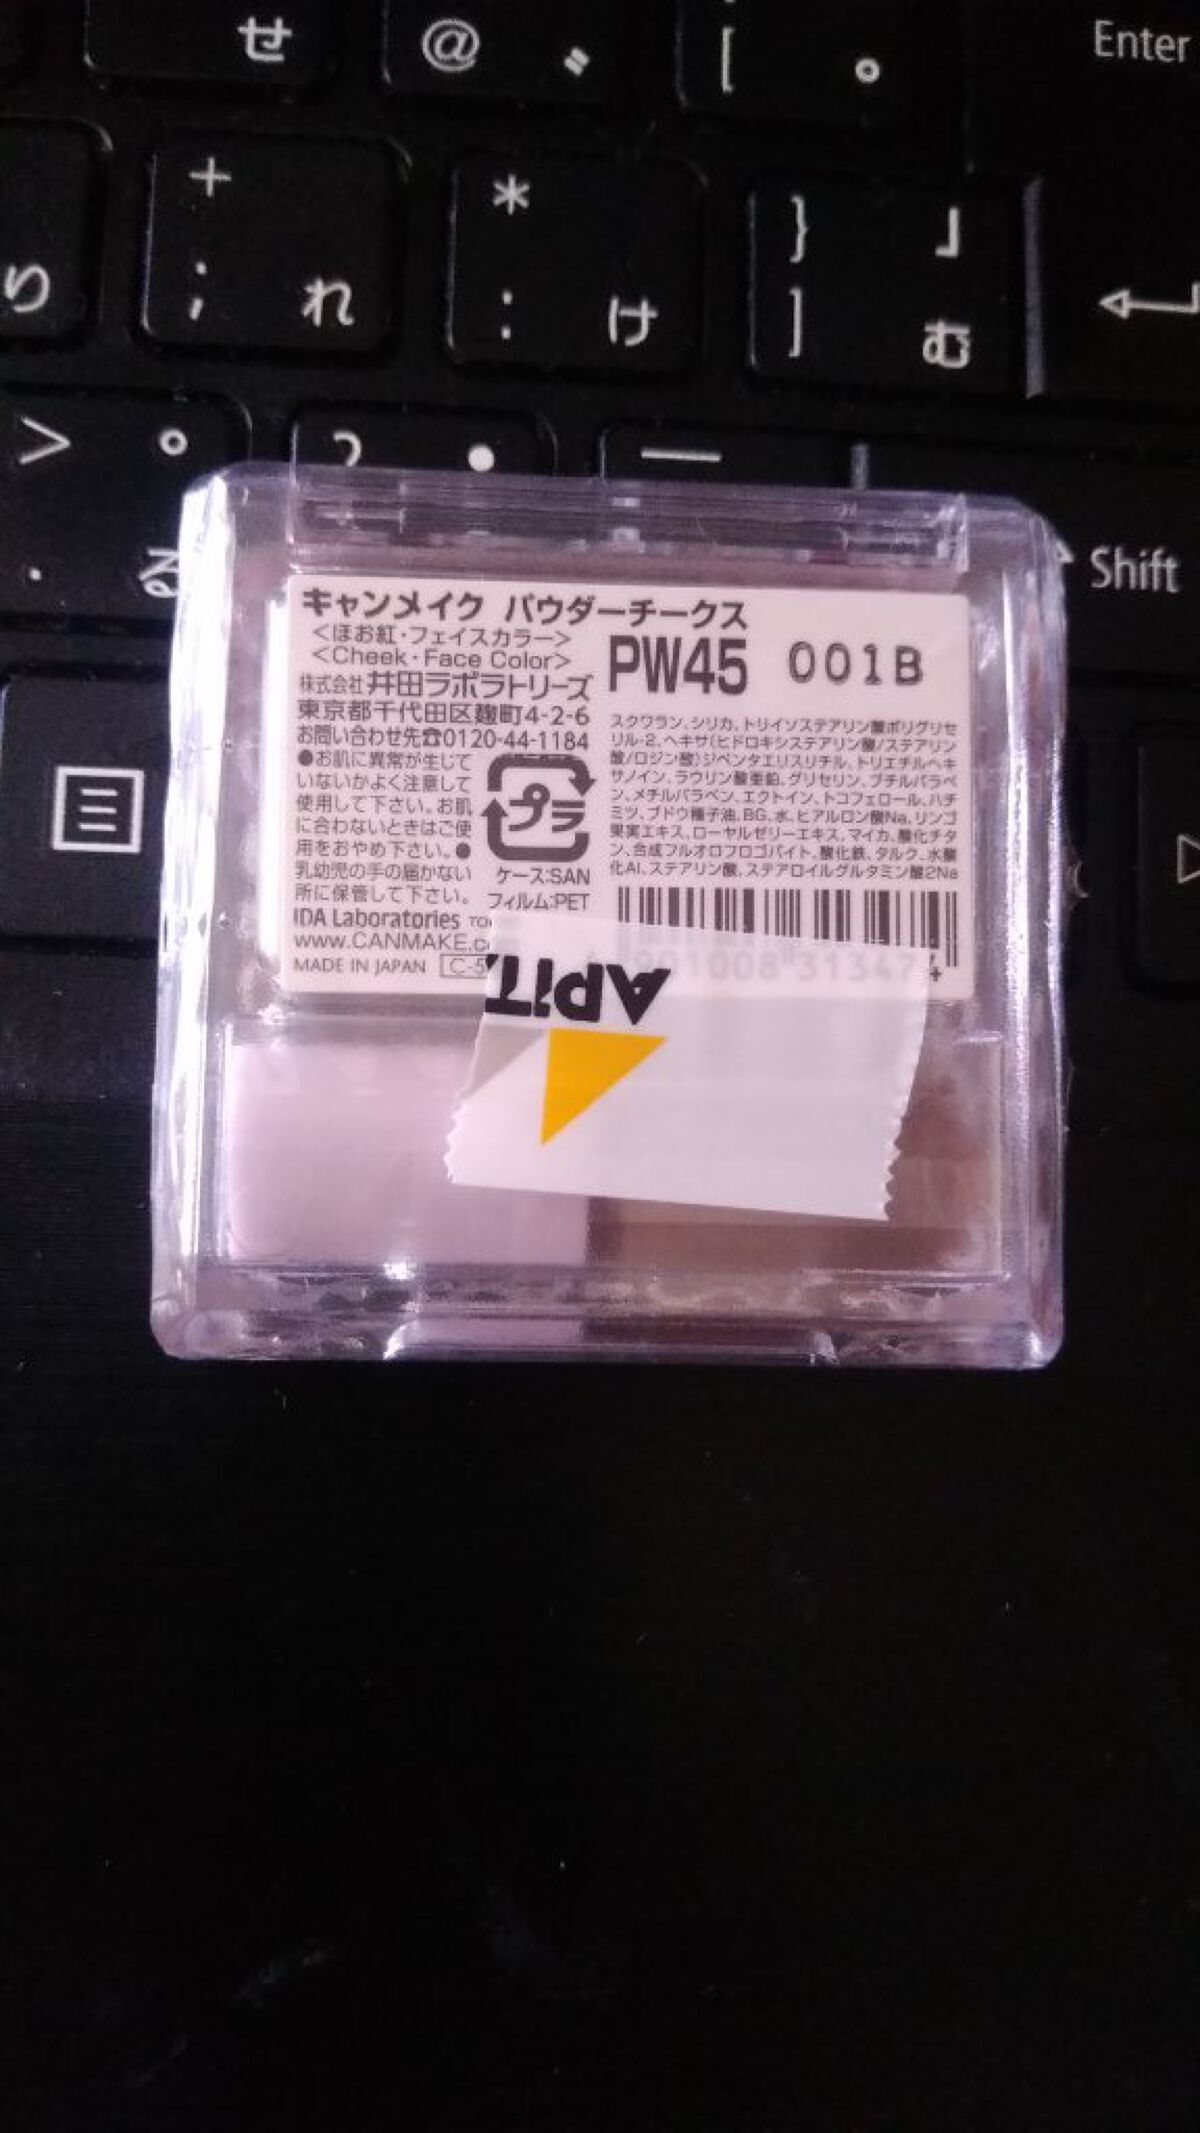 せ
@ 〃
[ 。
Enter
+
; れ
り
*
: け
} 」
] む
> 。
. る
?
・
Shift
キャンメイク パウダーチークス
<ほお紅・フェイスカラー>
<Cheek・Face Color>
PW45 001B
株式会社 井田ラボラトリーズ
東京都千代田区麹町4-2-6
お問い合わせ先☎0120-44-1184
●お肌に異常が生じて
いないかよく注意して
使用して下さい。お肌
に合わないときはご使
用をおやめ下さい。●
乳幼児の手の届かない
所に保管して下さい。
プラ
ケース:SAN
フィルム:PET
IDA Laboratories
www.CANMAKE.c
MADE IN JAPAN C-5
スクワラン、シリカ、トリイソステアリン酸ポリグリセ
リル-2、ヘキサ(ヒドロキシステアリン酸/ステアリン
酸/ロジン酸)ジペンタエリスリチル、トリエチルヘキ
サノイン、ラウリン酸亜鉛、グリセリン、ブチルパラベ
ン、メチルパラベン、エクトイン、トコフェロール、ハチ
ミツ、ブドウ種子油、BG、水、ヒアルロン酸Na、リンゴ
果実エキス、ローヤルゼリーエキス、マイカ、酸化チタ
ン、合成フルオロフロゴパイト、酸化鉄、タルク、水酸
化Al、ステアリン酸、ステアロイルグルタミン酸2Na
901008 313474
APiT